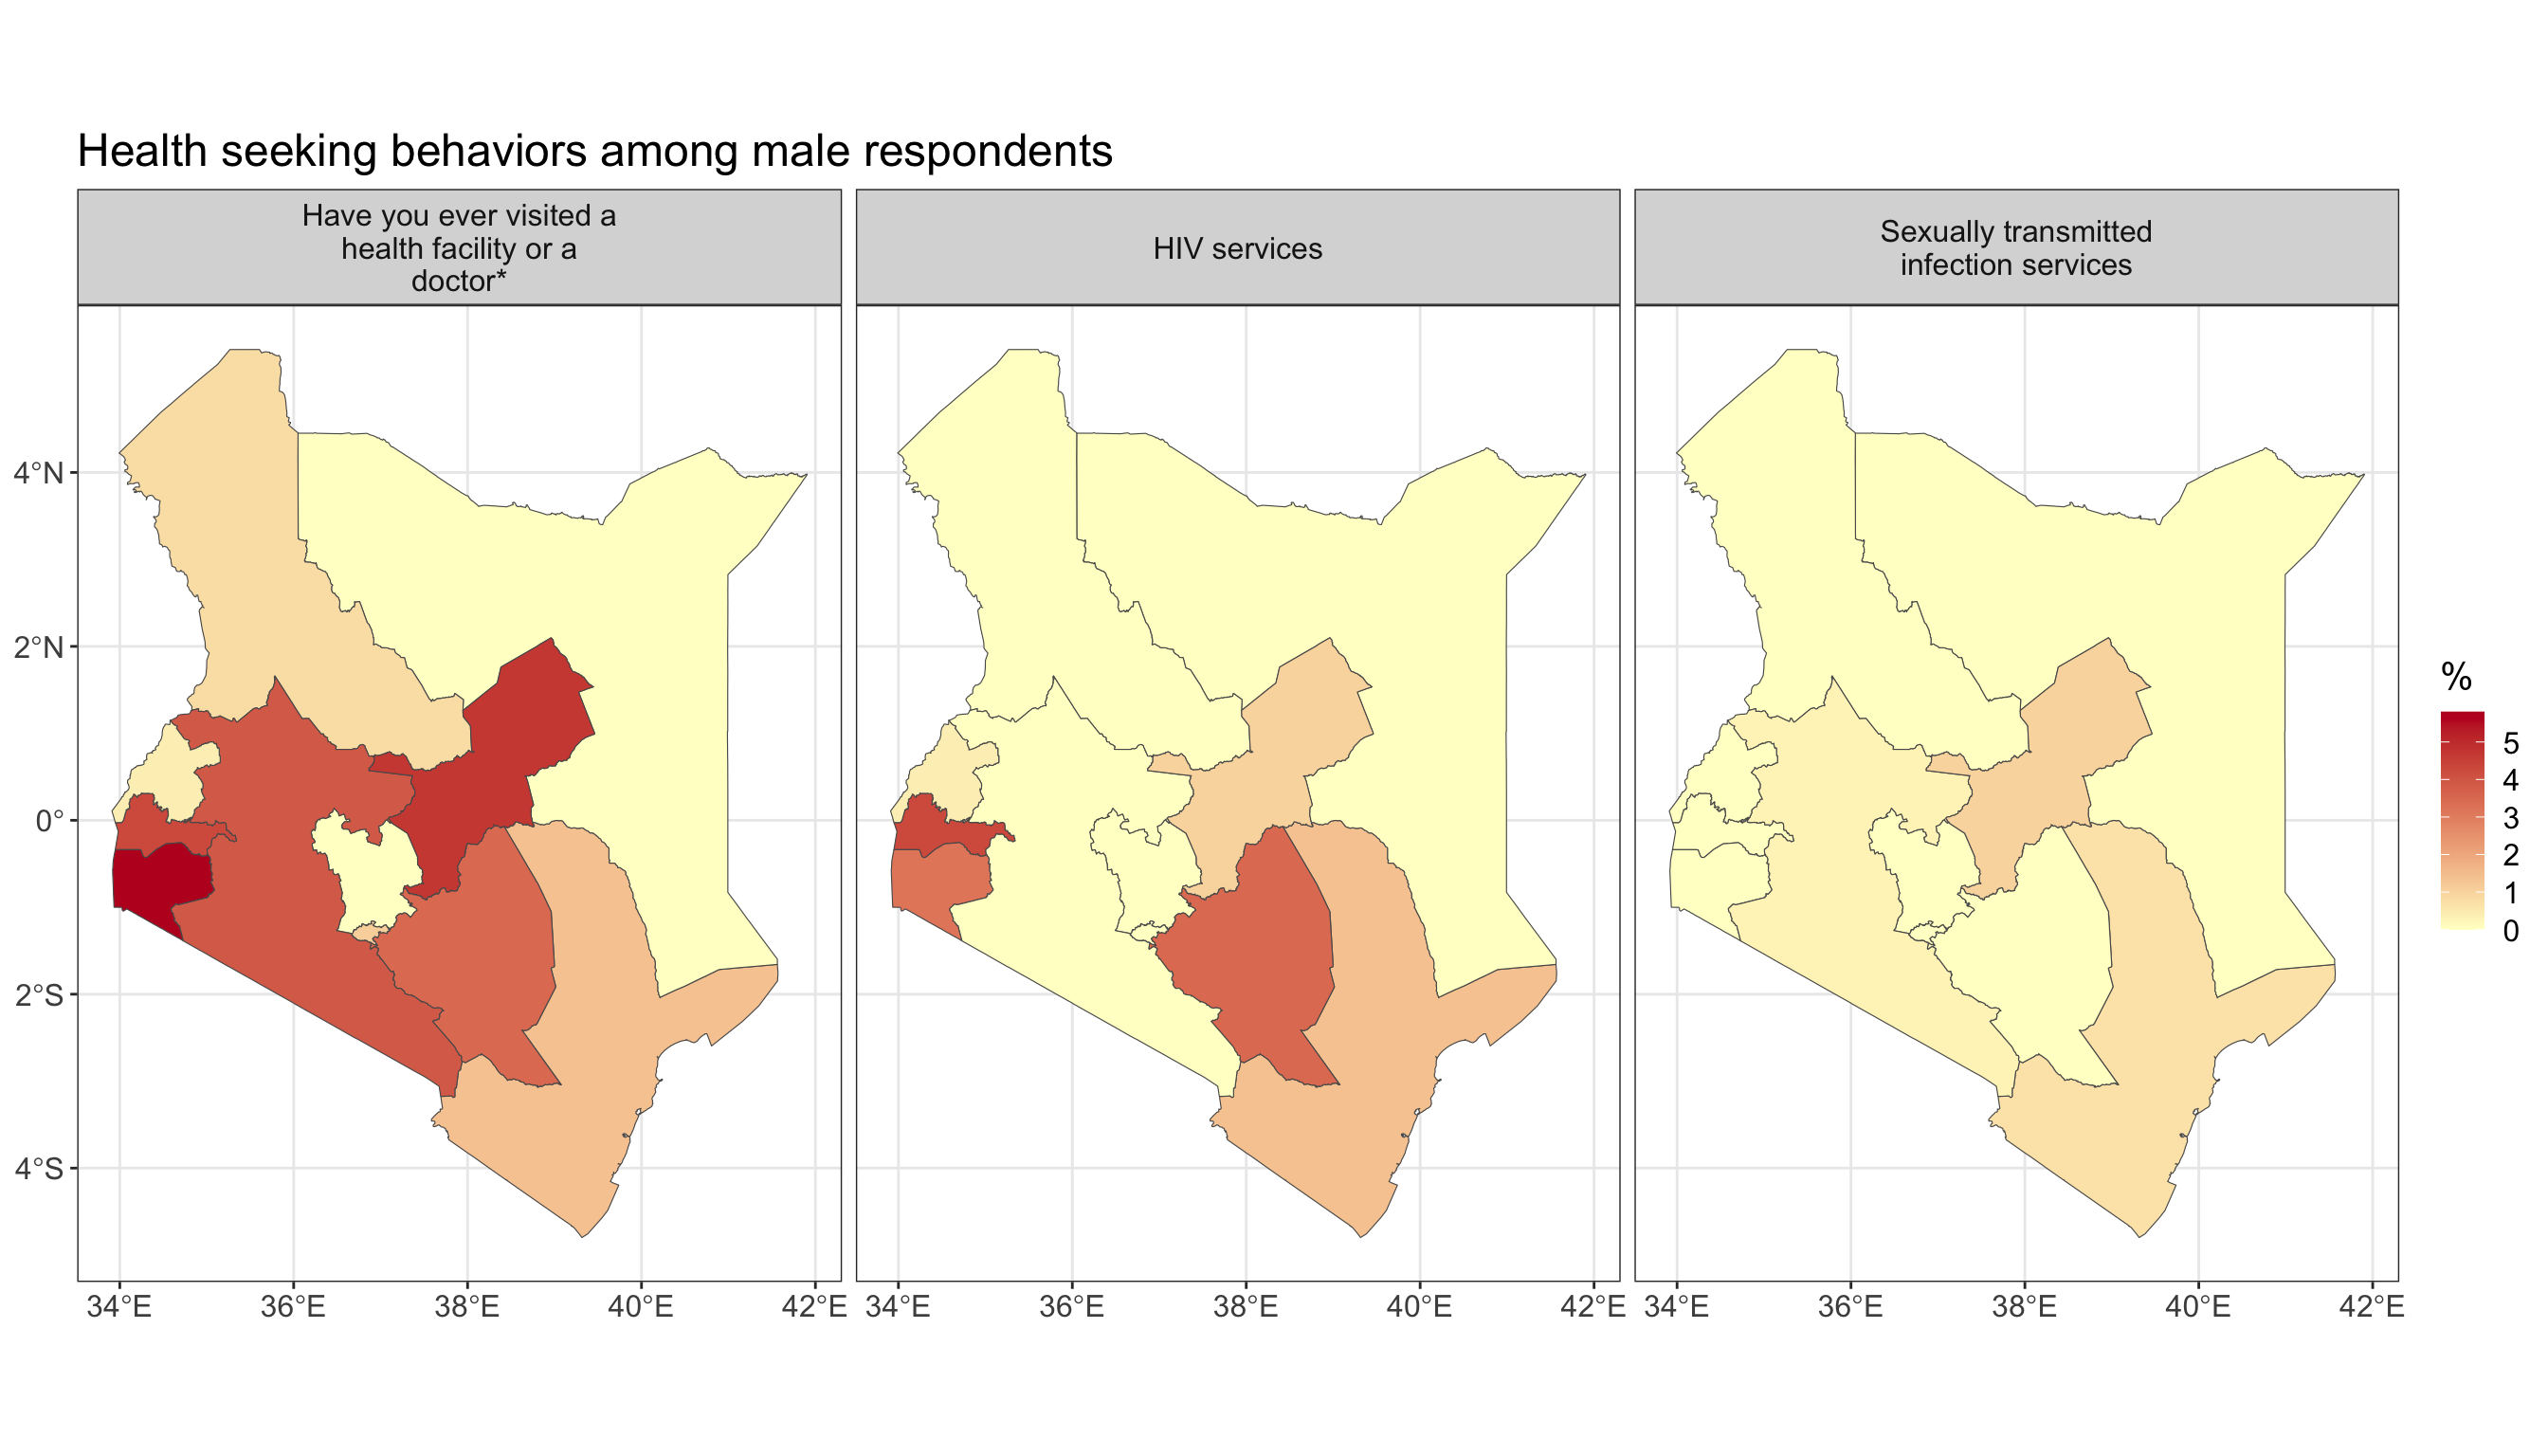 Health seeking behaviors among male respondents
Have you ever visited a
health facility or a
doctor*
HIV services
Sexually transmitted
infection services
4°N
2°N
0°
2°S
4°S
34°E 36°E 38°E 40°E 42°E
34°E 36°E 38°E 40°E 42°E
34°E 36°E 38°E 40°E 42°E
%
5
4
3
2
1
0